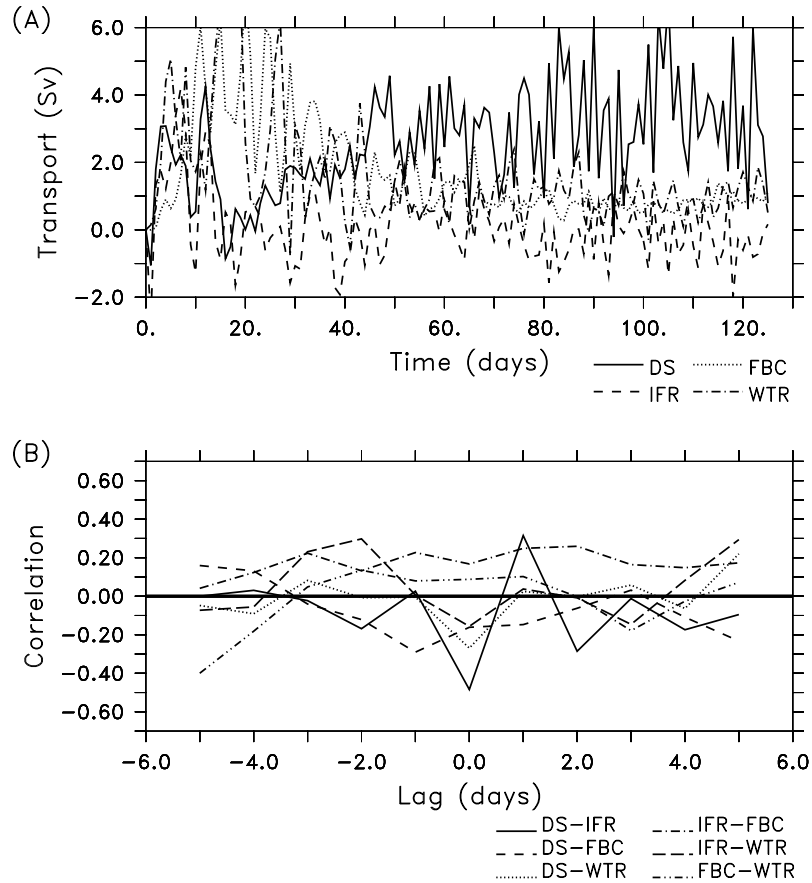 (A)
6.0
4.0
2.0
0.0
−2.0
Transport (Sv)
0. 20. 40. 60. 80. 100. 120.
Time (days)
DS FBC
IFR WTR
(B)
0.60
0.40
0.20
0.00
−0.20
−0.40
−0.60
Correlation
−6.0 −4.0 −2.0 0.0 2.0 4.0 6.0
Lag (days)
DS−IFR IFR−FBC
DS−FBC IFR−WTR
DS−WTR FBC−WTR